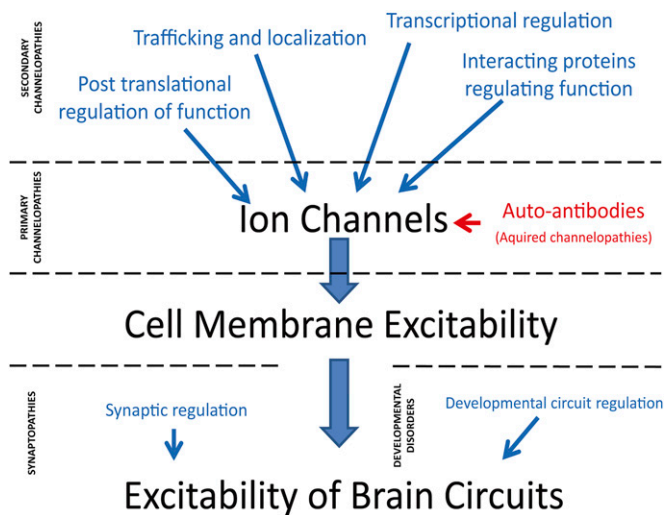 SECONDARY
CHANNELOPATHIES
Trafficking and localization
Transcriptional regulation
Post translational
regulation of function
Interacting proteins
regulating function
PRIMARY
CHANNELOPATHIES
Ion Channels
Auto-antibodies
(Aquired channelopathies)
Cell Membrane Excitability
SYNAPTOPATHIES
Synaptic regulation
DEVELOPMENTAL
DISORDERS
Developmental circuit regulation
Excitability of Brain Circuits